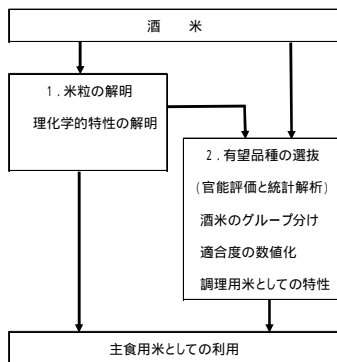 酒　米
1．米粒の解明
理化学的特性の解明
2．有望品種の選抜
(官能評価と統計解析)
酒米のグループ分け
適合度の数値化
調理用米としての特性
主食用米としての利用